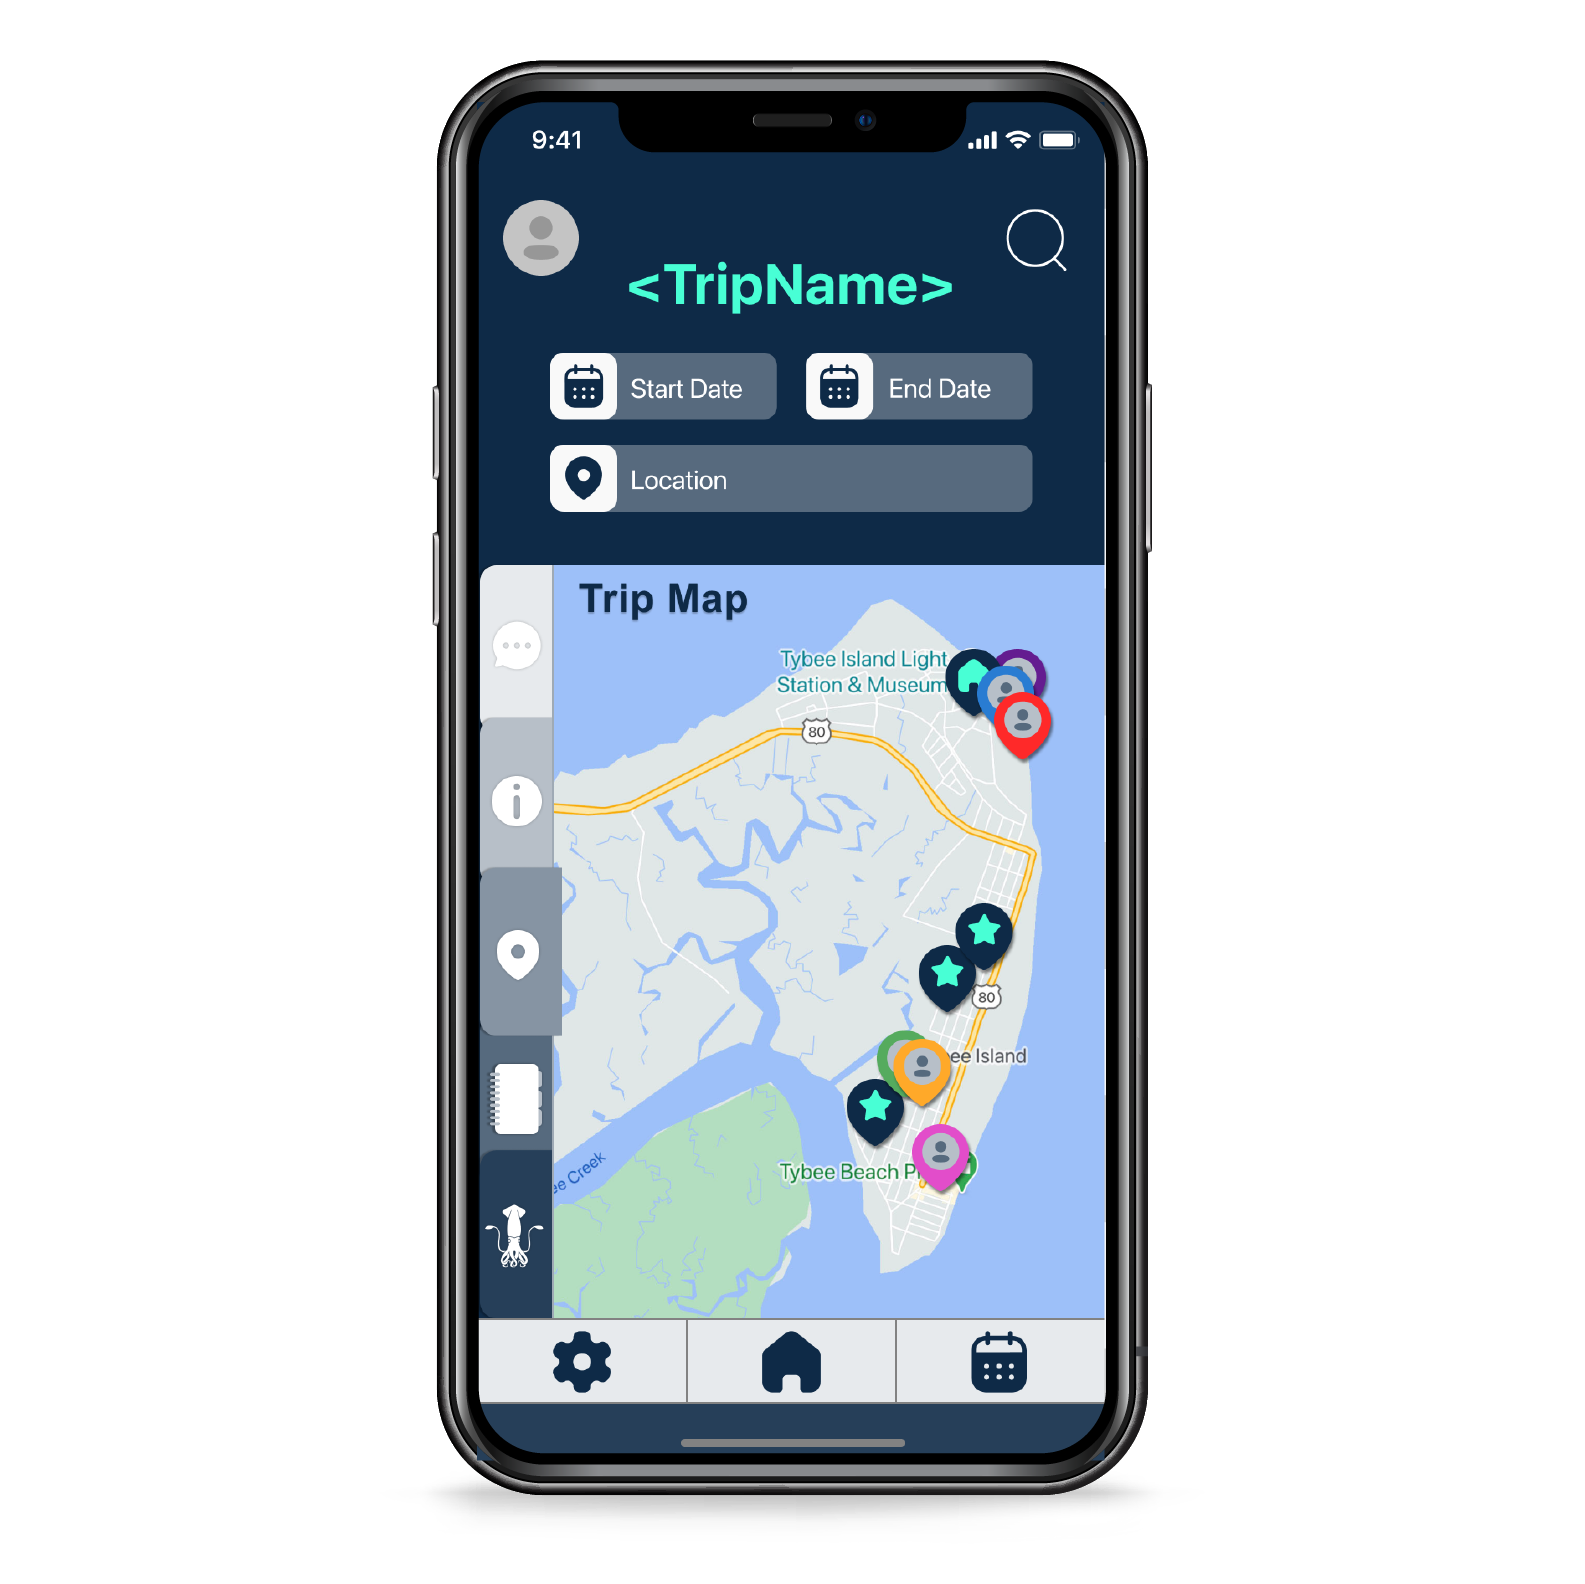 9:41
<TripName>
Start Date
End Date
Location
Trip Map
Tybee Island Light
Station & Museum
80
80
ee Island
Tybee Beach P
ee Creek